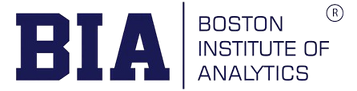 BIA
BOSTON
INSTITUTE OF
ANALYTICS
®